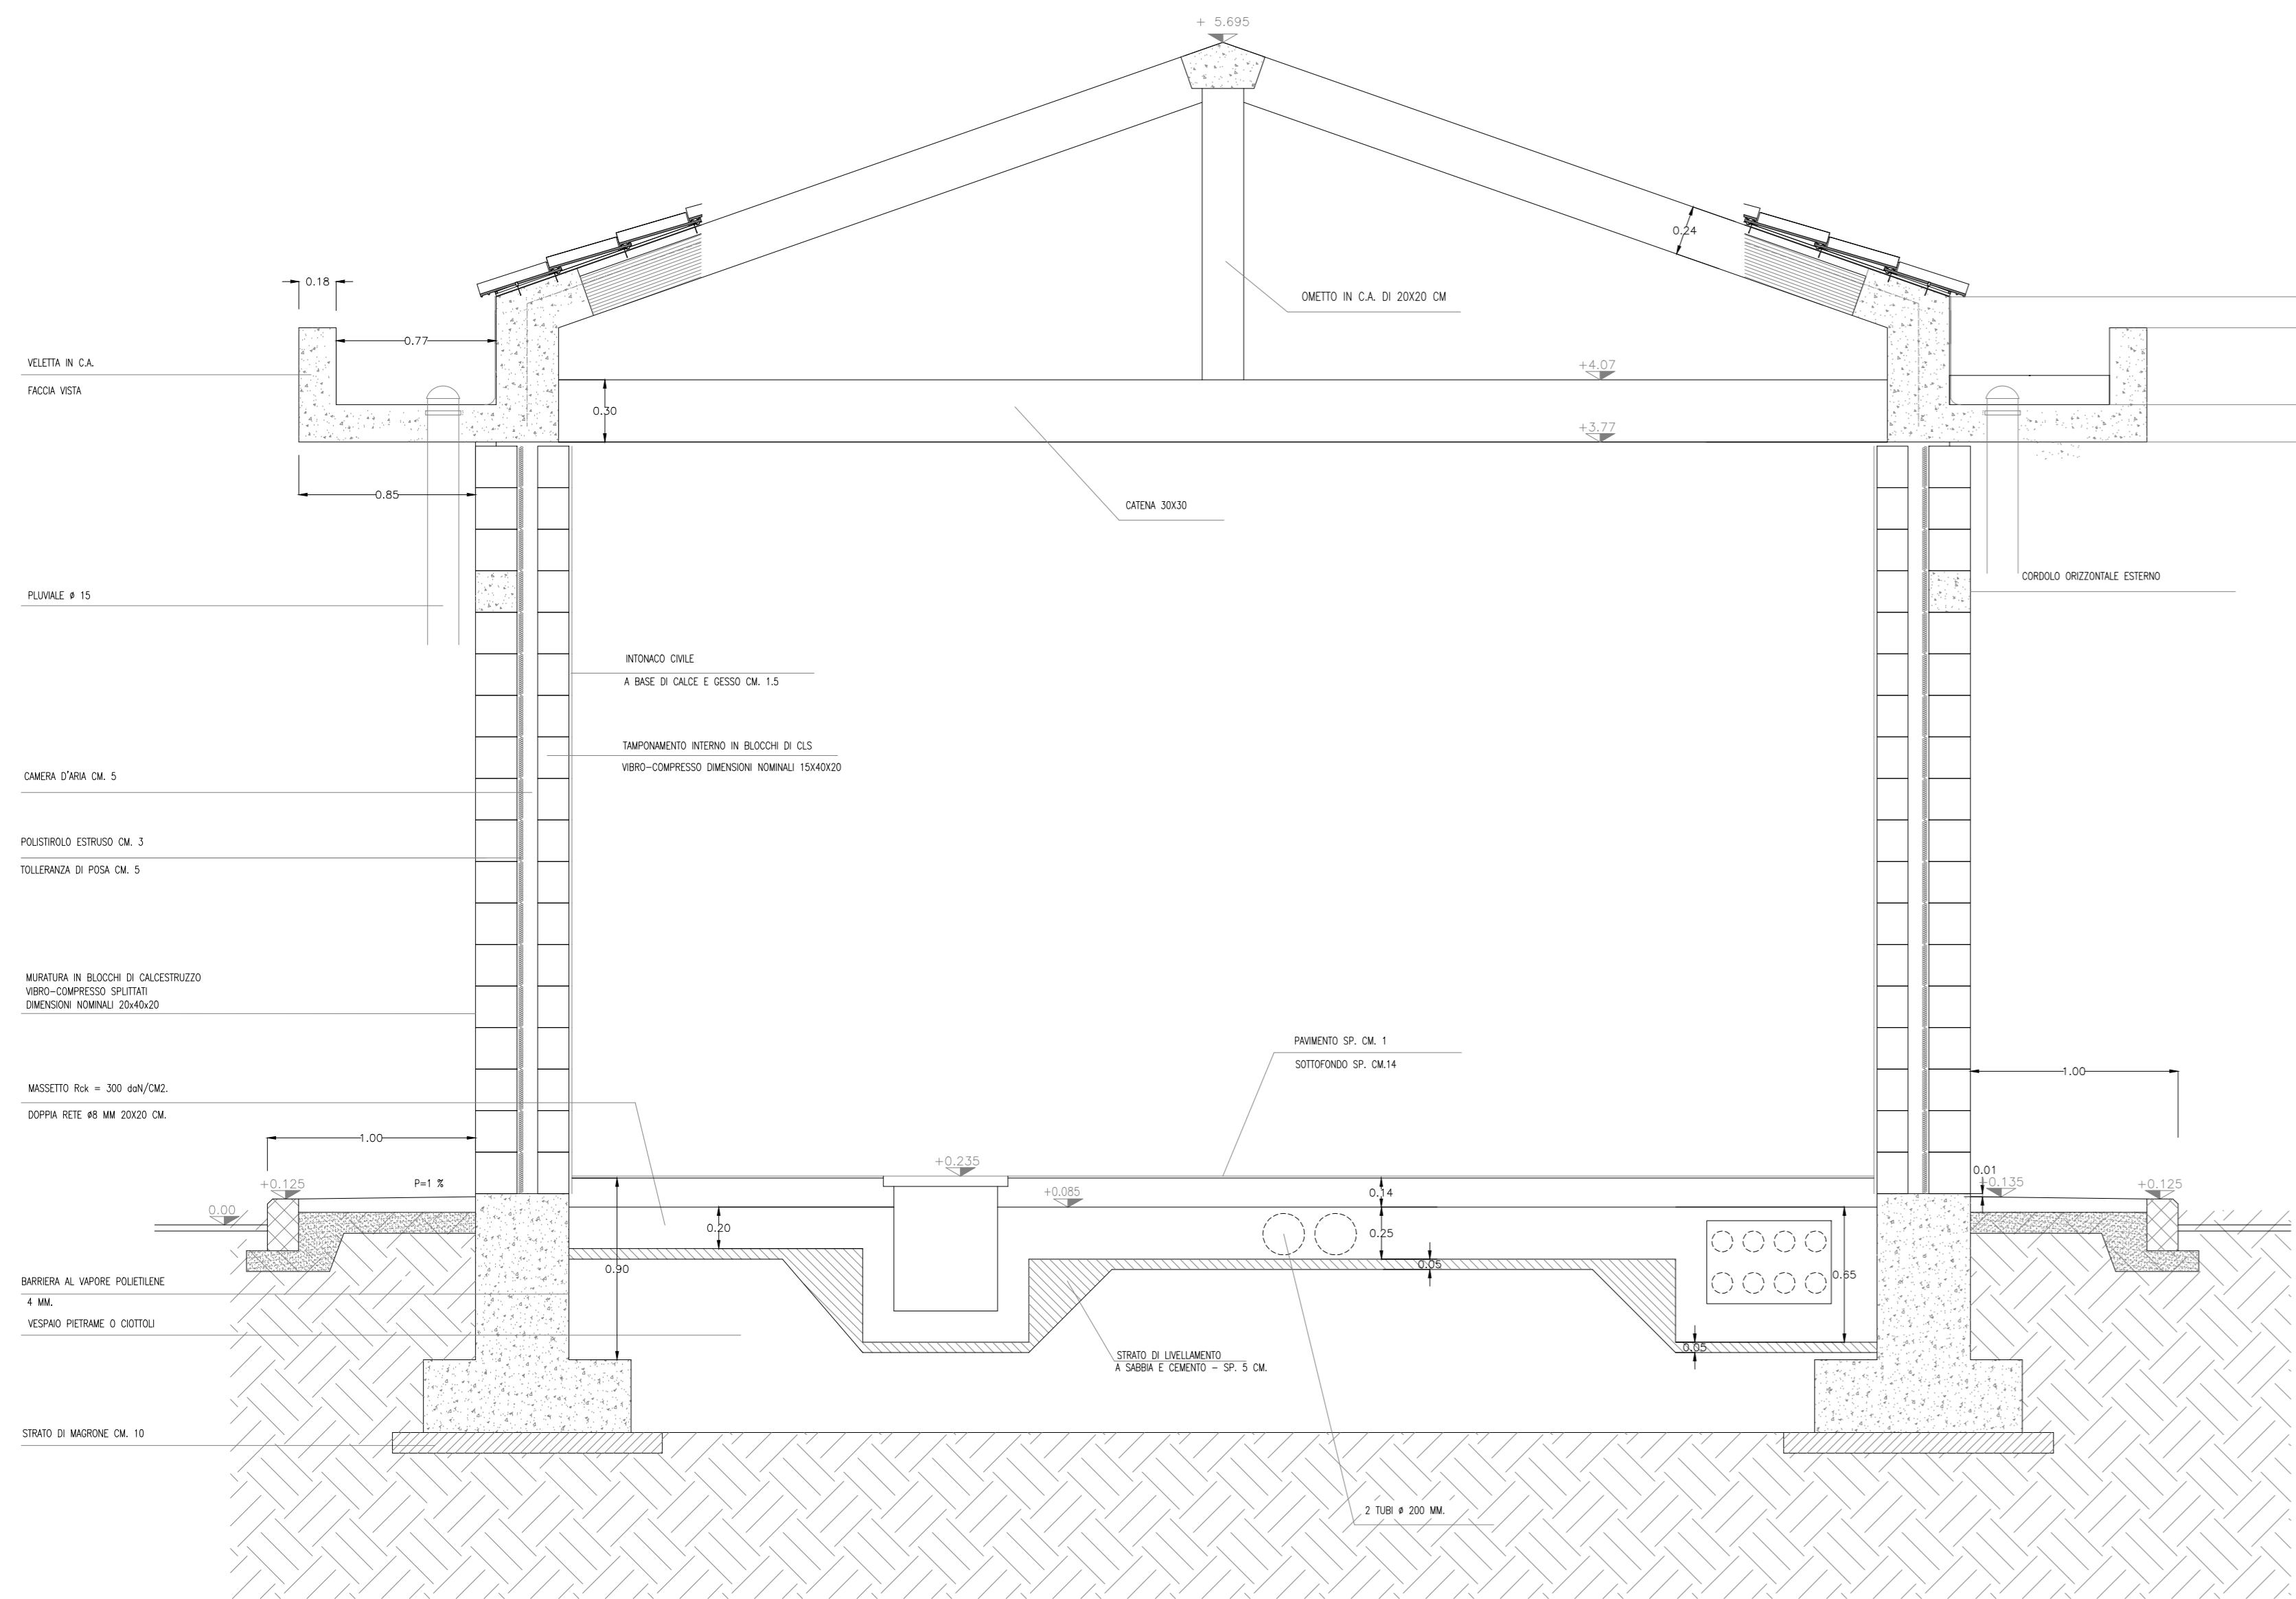 + 5.695
0.24
0.18
OMETTO IN C.A. DI 20X20 CM
0.77
VELETTA IN C.A.
FACCIA VISTA
+4.07
0.30
+3.77
0.85
CATENA 30X30
PLUVIALE ø 15
CORDOLO ORIZZONTALE ESTERNO
INTONACO CIVILE
A BASE DI CALCE E GESSO CM. 1.5
TAMPONAMENTO INTERNO IN BLOCCHI DI CLS
VIBRO-COMPRESSO DIMENSIONI NOMINALI 15X40X20
CAMERA D'ARIA CM. 5
POLISTIROLO ESTRUSO CM. 3
TOLLERANZA DI POSA CM. 5
MURATURA IN BLOCCHI DI CALCESTRUZZO
VIBRO-COMPRESSO SPLITTATI
DIMENSIONI NOMINALI 20x40x20
PAVIMENTO SP. CM. 1
SOTTOFONDO SP. CM.14
1.00
MASSETTO Rck = 300 daN/CM2.
DOPPIA RETE ø8 MM 20X20 CM.
1.00
+0.235
0.01
P=1 %
+0.125
+0.085
0.14
+0.135
+0.125
0.00
0.20
0.25
0.05
0.90
0.65
BARRIERA AL VAPORE POLIETILENE
4 MM.
VESPAIO PIETRAME O CIOTTOLI
0.05
STRATO DI LIVELLAMENTO
A SABBIA E CEMENTO - SP. 5 CM.
STRATO DI MAGRONE CM. 10
2 TUBI ø 200 MM.